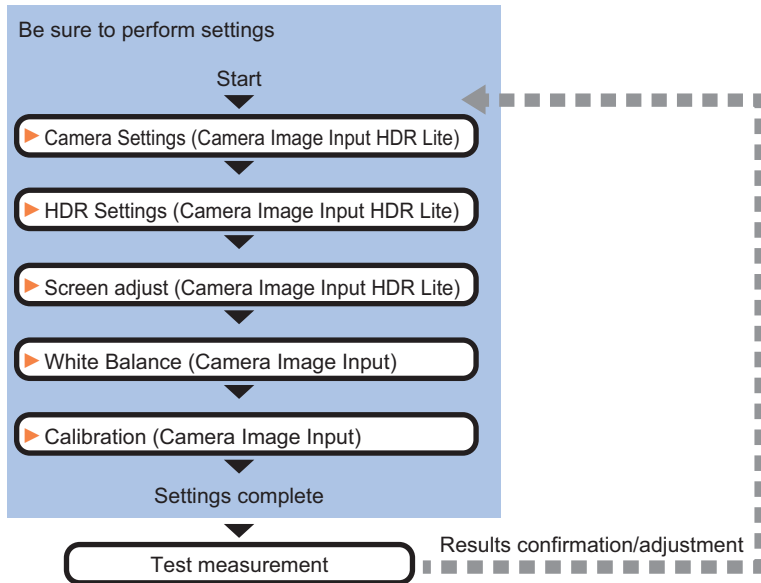 Be sure to perform settings
Start
Camera Settings (Camera Image Input HDR Lite)
HDR Settings (Camera Image Input HDR Lite)
Screen adjust (Camera Image Input HDR Lite)
White Balance (Camera Image Input)
Calibration (Camera Image Input)
Settings complete
Test measurement
Results confirmation/adjustment